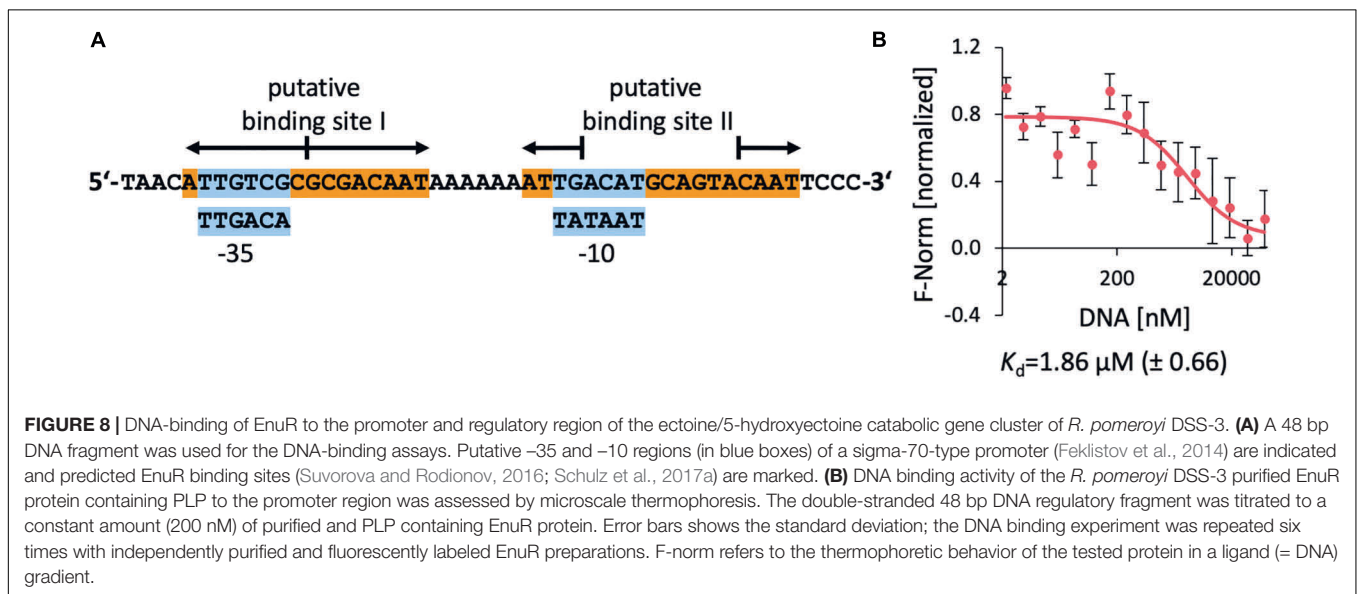 A
putative
binding site I
putative
binding site II
5‘-TAACATTGTCGCGCGACAATAAAAAAATTGACATGCAGTACAATTCCC-3‘
TTGACA
TATAAT
-35
-10
B
F-Norm [normalized]
1.2
0.8
0.4
0.0
-0.4
2
200
20000
DNA [nM]
Kd=1.86 µM (± 0.66)
FIGURE 8 | DNA-binding of EnuR to the promoter and regulatory region of the ectoine/5-hydroxyectoine catabolic gene cluster of R. pomeroyi DSS-3. (A) A 48 bp
DNA fragment was used for the DNA-binding assays. Putative –35 and –10 regions (in blue boxes) of a sigma-70-type promoter (Feklistov et al., 2014) are indicated
and predicted EnuR binding sites (Suvorova and Rodionov, 2016; Schulz et al., 2017a) are marked. (B) DNA binding activity of the R. pomeroyi DSS-3 purified EnuR
protein containing PLP to the promoter region was assessed by microscale thermophoresis. The double-stranded 48 bp DNA regulatory fragment was titrated to a
constant amount (200 nM) of purified and PLP containing EnuR protein. Error bars shows the standard deviation; the DNA binding experiment was repeated six
times with independently purified and fluorescently labeled EnuR preparations. F-norm refers to the thermophoretic behavior of the tested protein in a ligand (= DNA)
gradient.